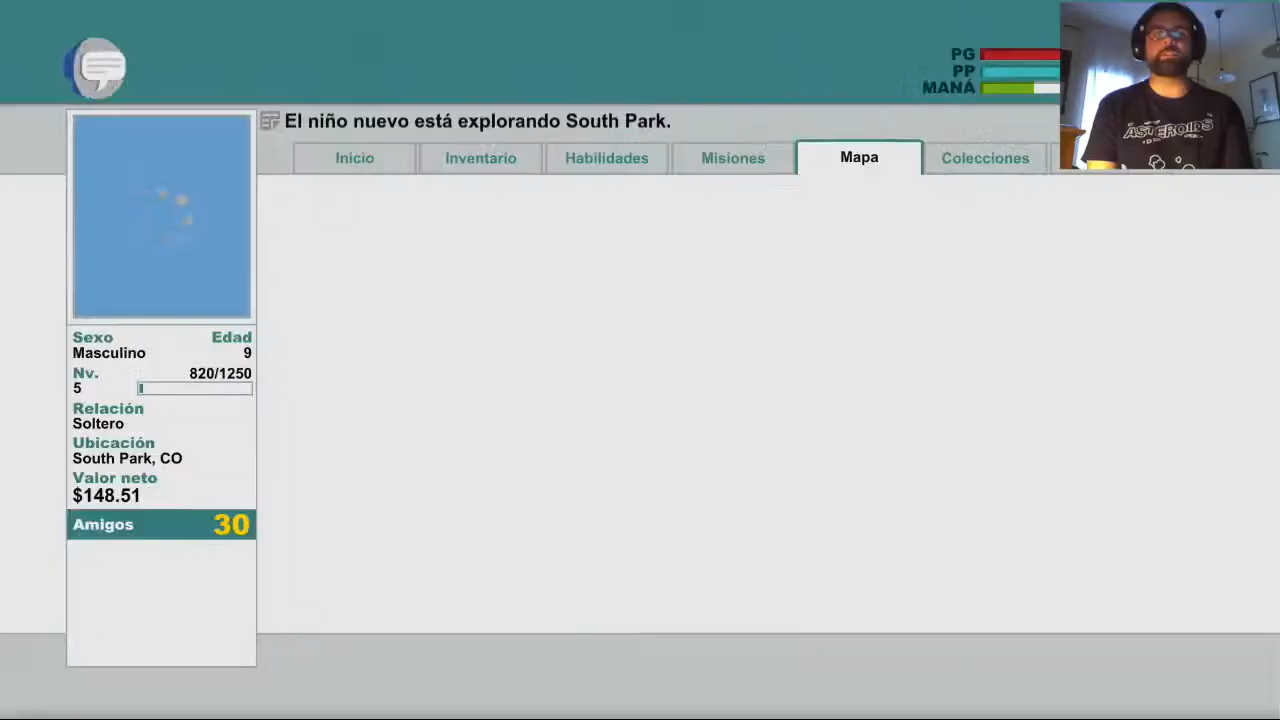 PG
PP
MANÁ
ASTEROIDS
El niño nuevo está explorando South Park.
Inicio
Inventario
Habilidades
Misiones
Mapa
Colecciones
Sexo
Edad
Masculino
9
Nv.
820/1250
5
Relación
Soltero
Ubicación
South Park, CO
Valor neto
$148.51
Amigos
30